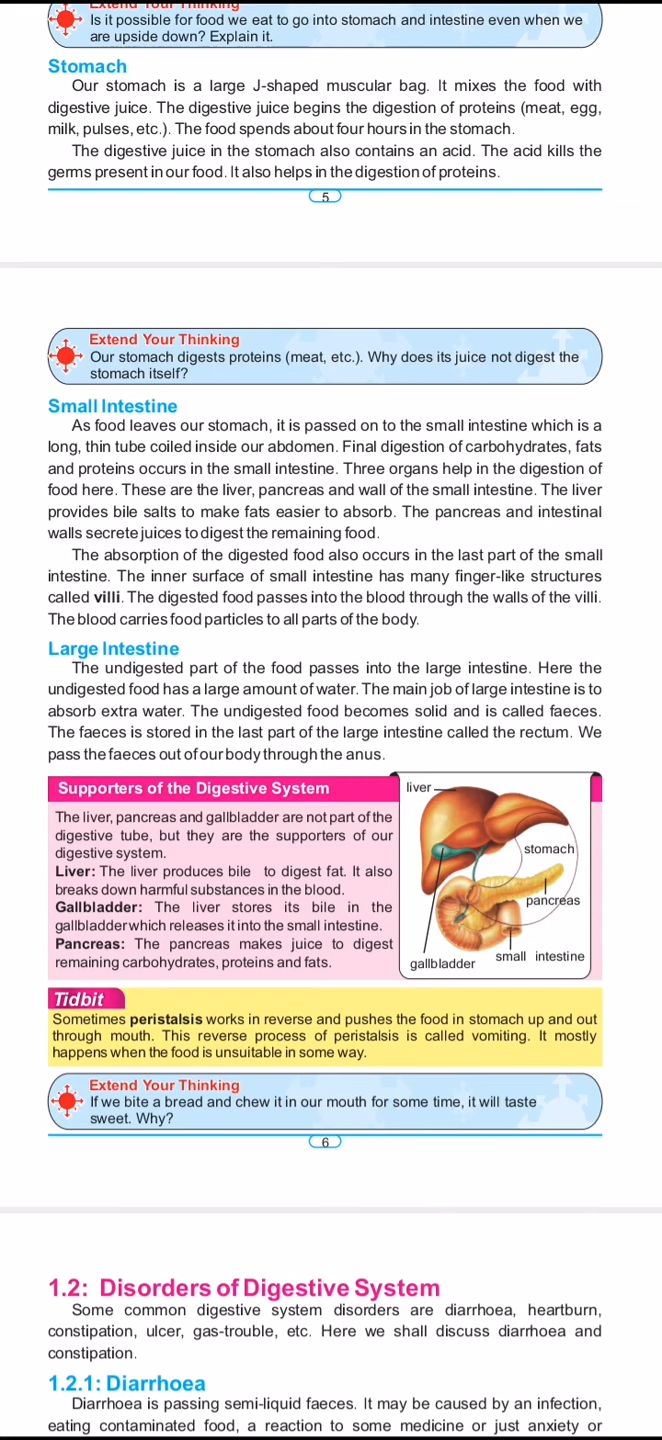 Extend Your Thinking
Is it possible for food we eat to go into stomach and intestine even when we
are upside down? Explain it.
Stomach
Our stomach is a large J-shaped muscular bag. It mixes the food with
digestive juice. The digestive juice begins the digestion of proteins (meat, egg,
milk, pulses, etc.). The food spends about four hours in the stomach.
The digestive juice in the stomach also contains an acid. The acid kills the
germs present in our food. It also helps in the digestion of proteins.
5
Extend Your Thinking
Our stomach digests proteins (meat, etc.). Why does its juice not digest the
stomach itself?
Small Intestine
As food leaves our stomach, it is passed on to the small intestine which is a
long, thin tube coiled inside our abdomen. Final digestion of carbohydrates, fats
and proteins occurs in the small intestine. Three organs help in the digestion of
food here. These are the liver, pancreas and wall of the small intestine. The liver
provides bile salts to make fats easier to absorb. The pancreas and intestinal
walls secrete juices to digest the remaining food.
The absorption of the digested food also occurs in the last part of the small
intestine. The inner surface of small intestine has many finger-like structures
called villi. The digested food passes into the blood through the walls of the villi.
The blood carries food particles to all parts of the body.
Large Intestine
The undigested part of the food passes into the large intestine. Here the
undigested food has a large amount of water. The main job of large intestine is to
absorb extra water. The undigested food becomes solid and is called faeces.
The faeces is stored in the last part of the large intestine called the rectum. We
pass the faeces out of our body through the anus.
Supporters of the Digestive System
The liver, pancreas and gallbladder are not part of the
digestive tube, but they are the supporters of our
digestive system.
Liver: The liver produces bile to digest fat. It also
breaks down harmful substances in the blood.
Gallbladder: The liver stores its bile in the
gallbladder which releases it into the small intestine.
Pancreas: The pancreas makes juice to digest
remaining carbohydrates, proteins and fats.
liver
stomach
pancreas
small intestine
gallbladder
Tidbit
Sometimes peristalsis works in reverse and pushes the food in stomach up and out
through mouth. This reverse process of peristalsis is called vomiting. It mostly
happens when the food is unsuitable in some way.
Extend Your Thinking
If we bite a bread and chew it in our mouth for some time, it will taste
sweet. Why?
6
1.2: Disorders of Digestive System
Some common digestive system disorders are diarrhoea, heartburn,
constipation, ulcer, gas-trouble, etc. Here we shall discuss diarrhoea and
constipation.
1.2.1: Diarrhoea
Diarrhoea is passing semi-liquid faeces. It may be caused by an infection,
eating contaminated food, a reaction to some medicine or just anxiety or